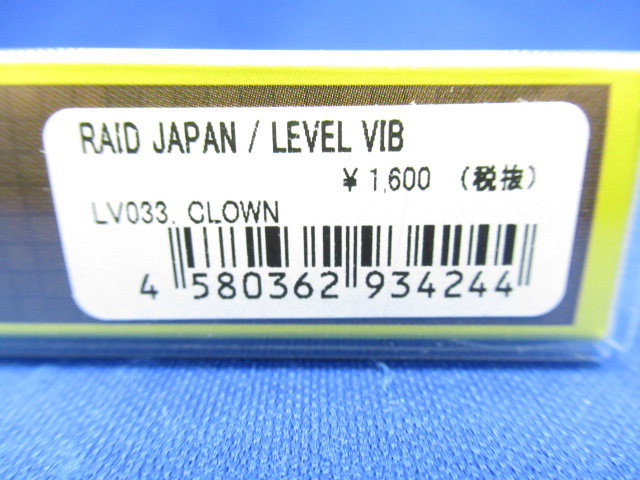 RAID JAPAN / LEVEL VIB
¥ 1,600 (税抜)
LV033. CLOWN
4 580362 934244